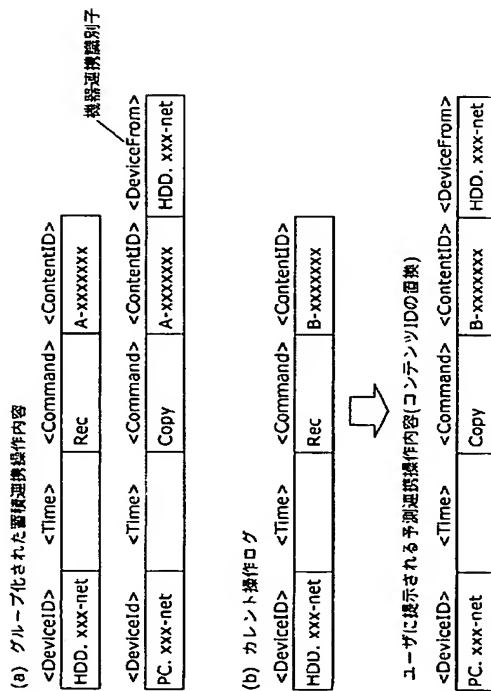 (a) グループ化された蓄積連携操作内容
<DeviceID> <Time> <Command> <ContentID>
HDD. xxx-net Rec A-xxxxxxx
機器連携識別子
<DeviceId> <Time> <Command> <ContentID> <DeviceFrom>
PC. xxx-net Copy A-xxxxxxx HDD. xxx-net
(b) カレント操作ログ
<DeviceID> <Time> <Command> <ContentID>
HDD. xxx-net Rec B-xxxxxxx
ユーザに提示される予測連携操作内容(コンテンツIDの置換)
<DeviceID> <Time> <Command> <ContentID> <DeviceFrom>
PC. xxx-net Copy B-xxxxxxx HDD. xxx-net